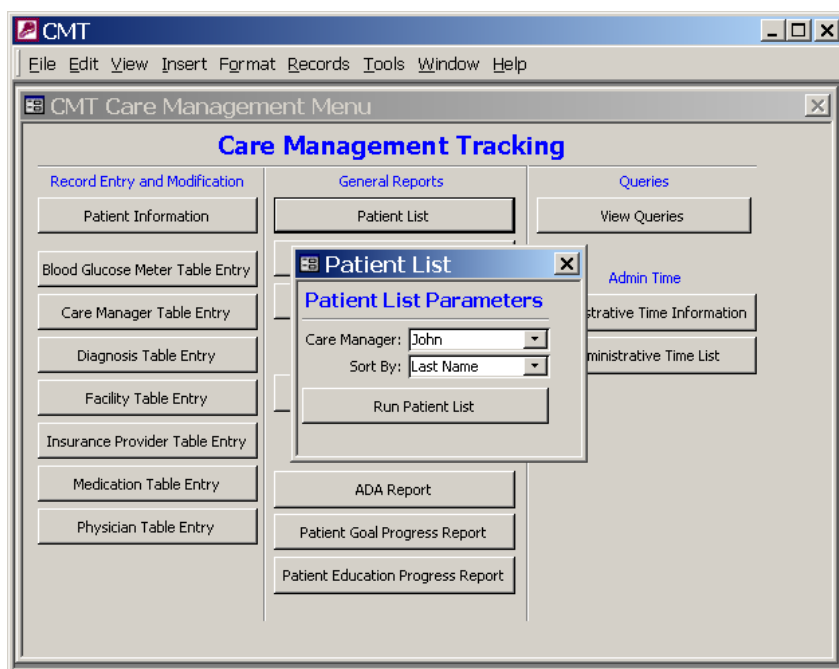 CMT
File Edit View Insert Format Records Tools Window Help
CMT Care Management Menu
Care Management Tracking
Record Entry and Modification
Patient Information
Blood Glucose Meter Table Entry
Care Manager Table Entry
Diagnosis Table Entry
Facility Table Entry
Insurance Provider Table Entry
Medication Table Entry
Physician Table Entry
General Reports
Patient List
ADA Report
Patient Goal Progress Report
Patient Education Progress Report
Queries
View Queries
Admin Time
strative Time Information
ministrative Time List
Patient List
Patient List Parameters
Care Manager: John
Sort By: Last Name
Run Patient List